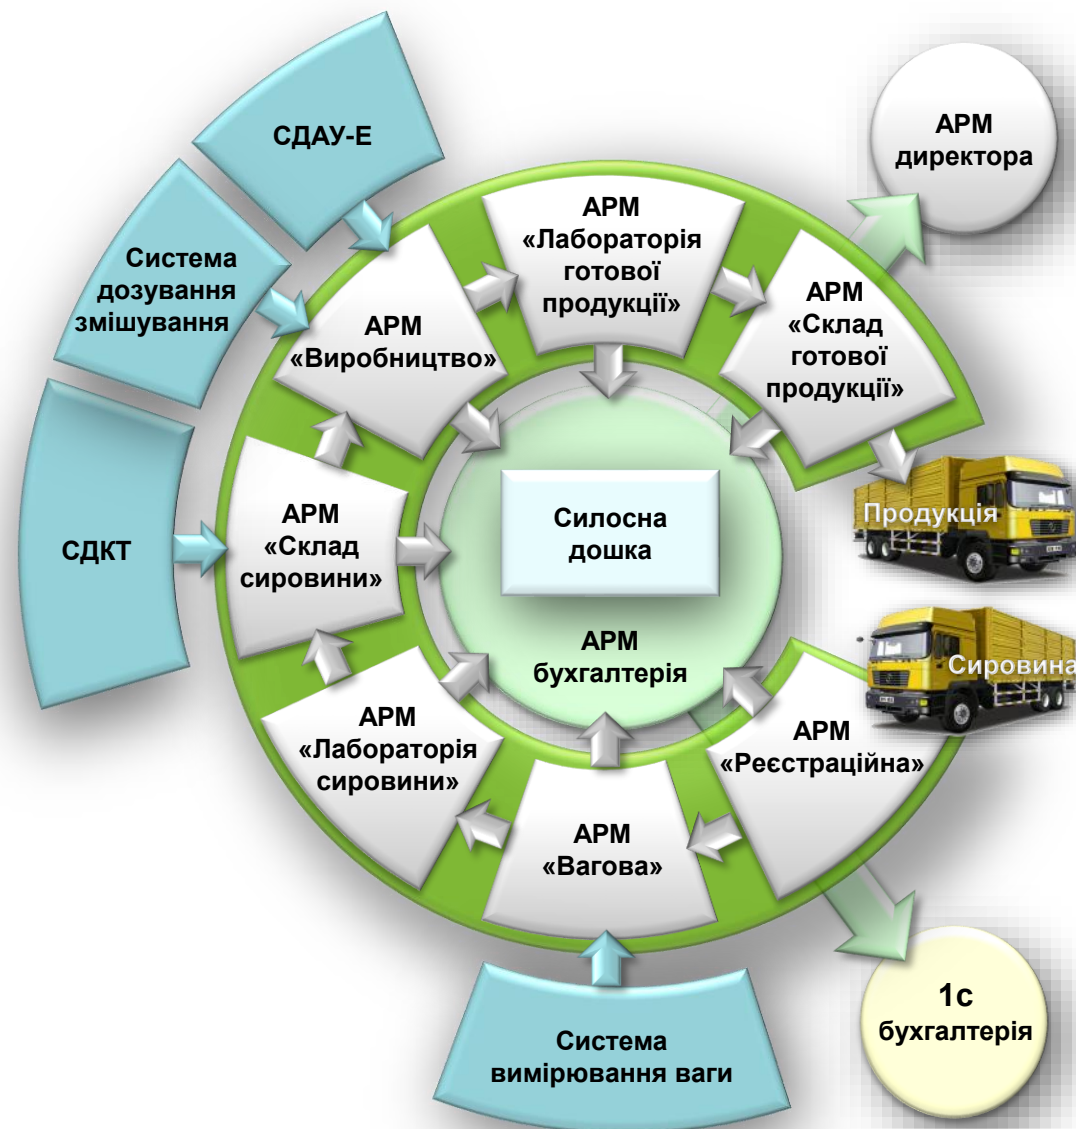 СДАУ-Е
АРМ
директора
Система
дозування
змішування
АРМ
«Лабораторія
готової
продукції»
АРМ
«Виробництво»
АРМ
«Склад
готової
продукції»
СДКТ
АРМ
«Склад
сировини»
Силосна
дошка
Продукція
АРМ
бухгалтерія
Сировина
АРМ
«Лабораторія
сировини»
АРМ
«Реєстраційна»
АРМ
«Вагова»
Система
вимірювання ваги
1с
бухгалтерія